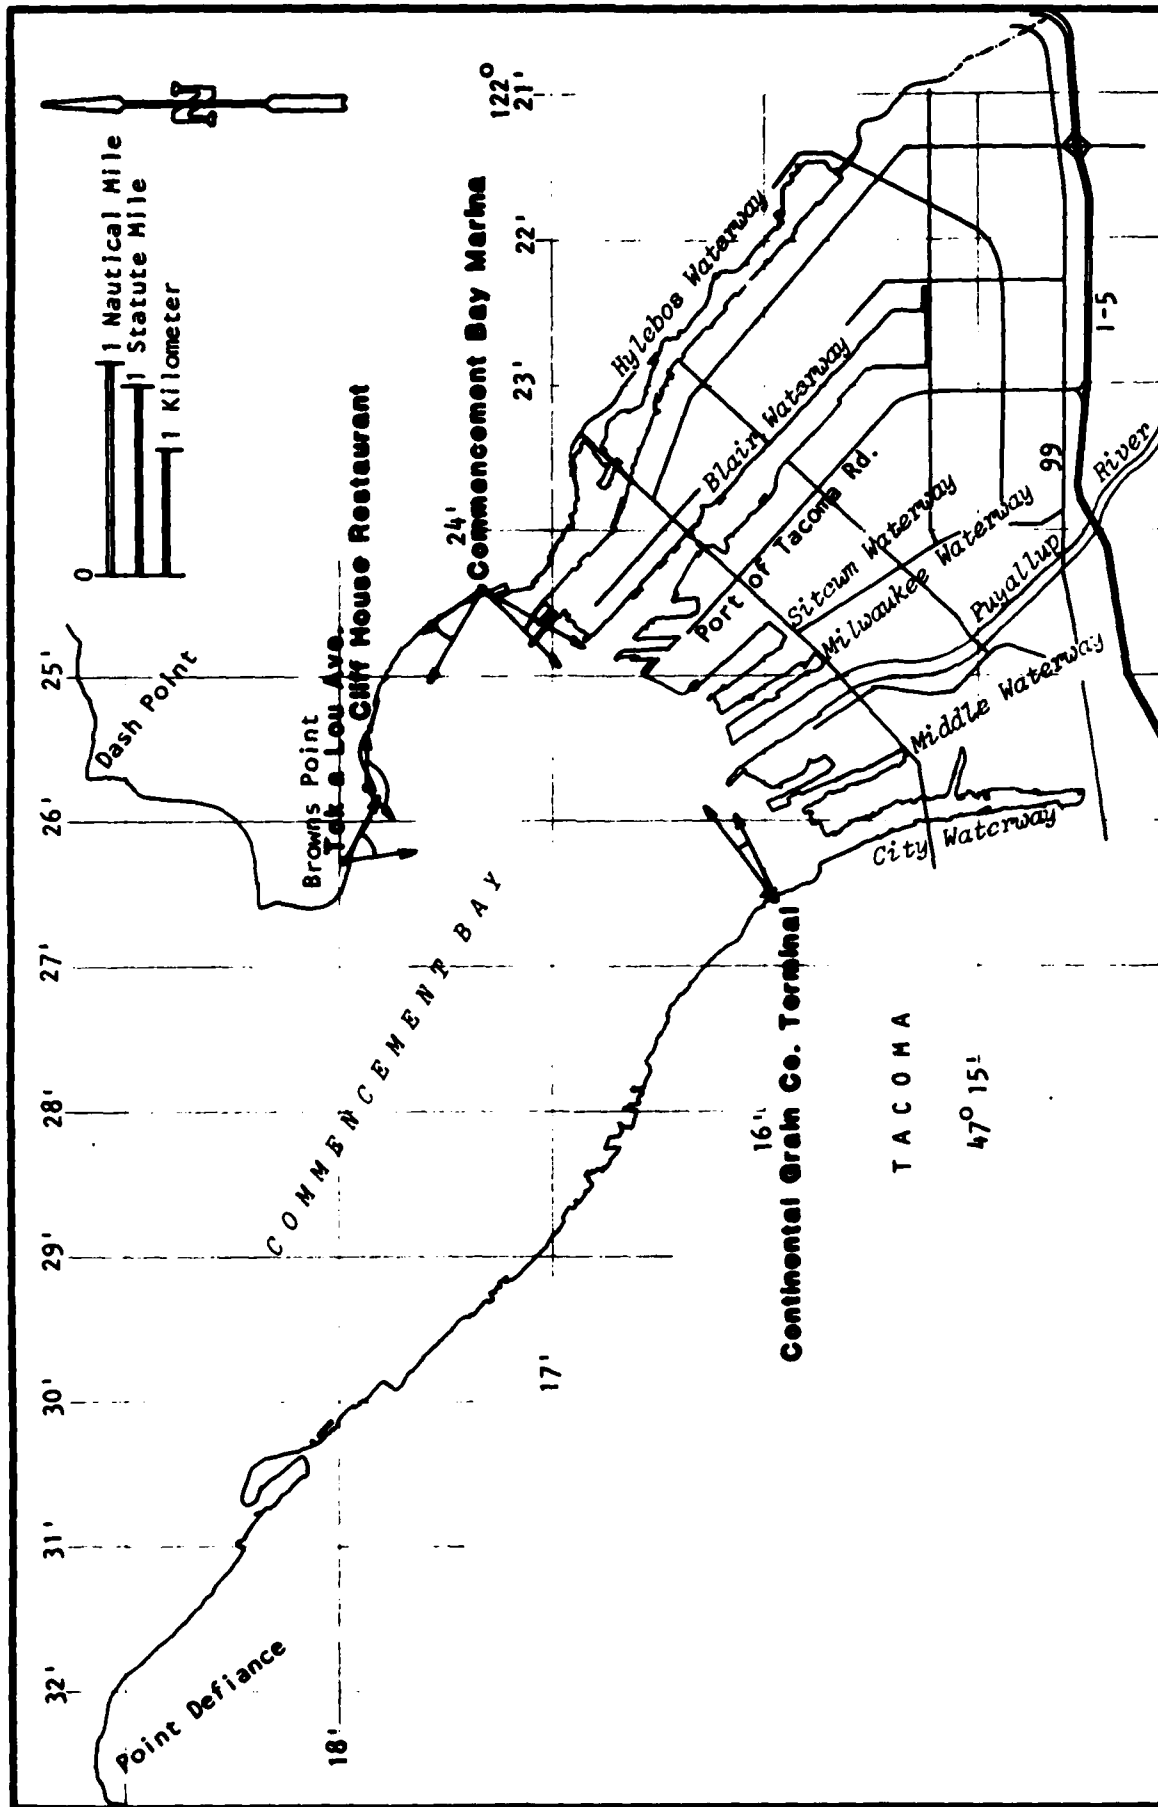 32'
31'
30'
29'
28'
27'
26'
25'
24'
23'
22'
122°
21'
0
1 Nautical Mile
1 Statute Mile
1 Kilometer
N
Dash Point
Browns Point
Tok a Lou Ave.
Cliff House Restaurant
Commencement Bay Marina
Point Defiance
18'
COMMENCEMENT BAY
17'
Hylebos Waterway
Blair Waterway
Port of Tacoma Rd.
Sitcum Waterway
Milwaukee Waterway
Puyallup River
Middle Waterway
City Waterway
99
I-5
16'
Continental Grain Co. Terminal
TACOMA
47° 15'